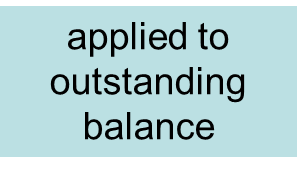 applied to
outstanding
balance